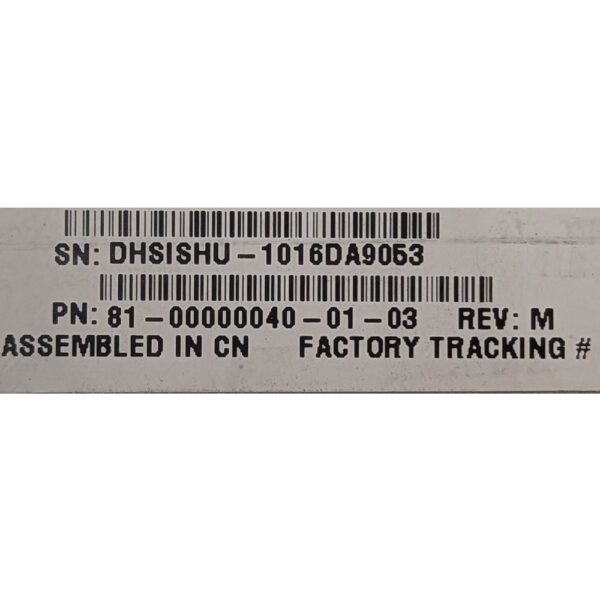 SN: DHSISHU-1016DA9053
PN: 81-00000040-01-03 REV: M
ASSEMBLED IN CN FACTORY TRACKING #